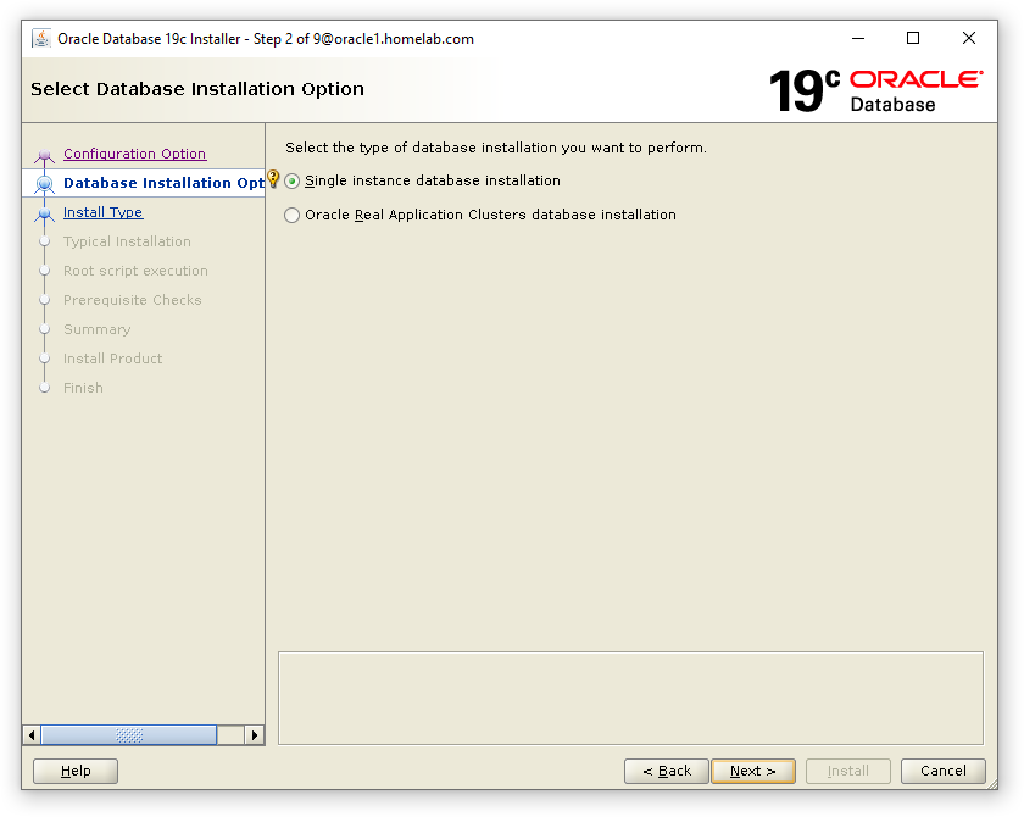 Oracle Database 19c Installer - Step 2 of 9@oracle1.homelab.com
Select Database Installation Option
19c ORACLE
Database
Configuration Option
Database Installation Opt
Install Type
Typical Installation
Root script execution
Prerequisite Checks
Summary
Install Product
Finish
Select the type of database installation you want to perform.
Single instance database installation
Oracle Real Application Clusters database installation
Help
< Back
Next >
Install
Cancel